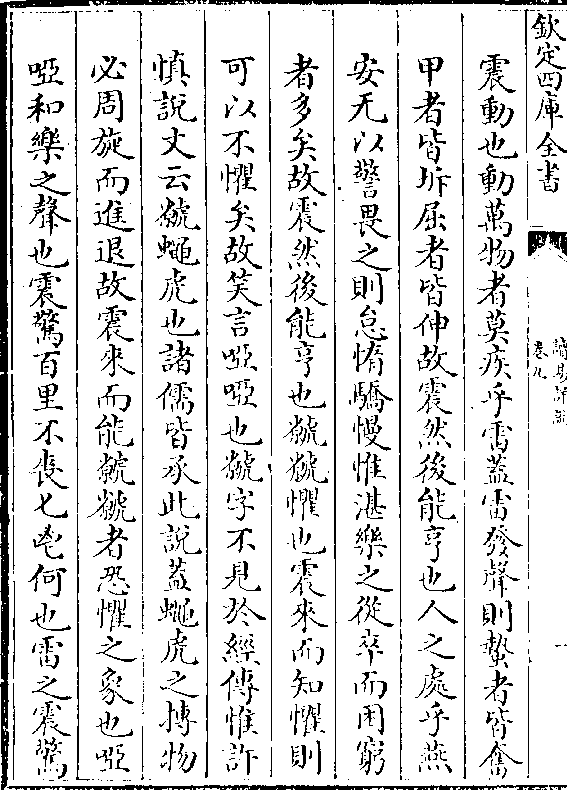 欽定四庫全書
讀易詳說
卷九
一
震動也動萬物者莫疾乎雷蓋雷發聲則蟄者皆奮
甲者皆坼屈者皆伸故震然後能亨也人之處乎燕
安无以警畏之則怠惰驕慢惟湛樂之從卒而困窮
者多矣故震然後能亨也虩虩懼也震來而知懼則
可以不懼矣故笑言啞啞也虩字不見於經傳惟許
慎說文云虩蠅虎也諸儒皆承此說蓋蠅虎之搏物
必周旋而進退故震來而能虩虩者恐懼之象也啞
啞和樂之聲也震驚百里不喪匕鬯何也雷之震驚